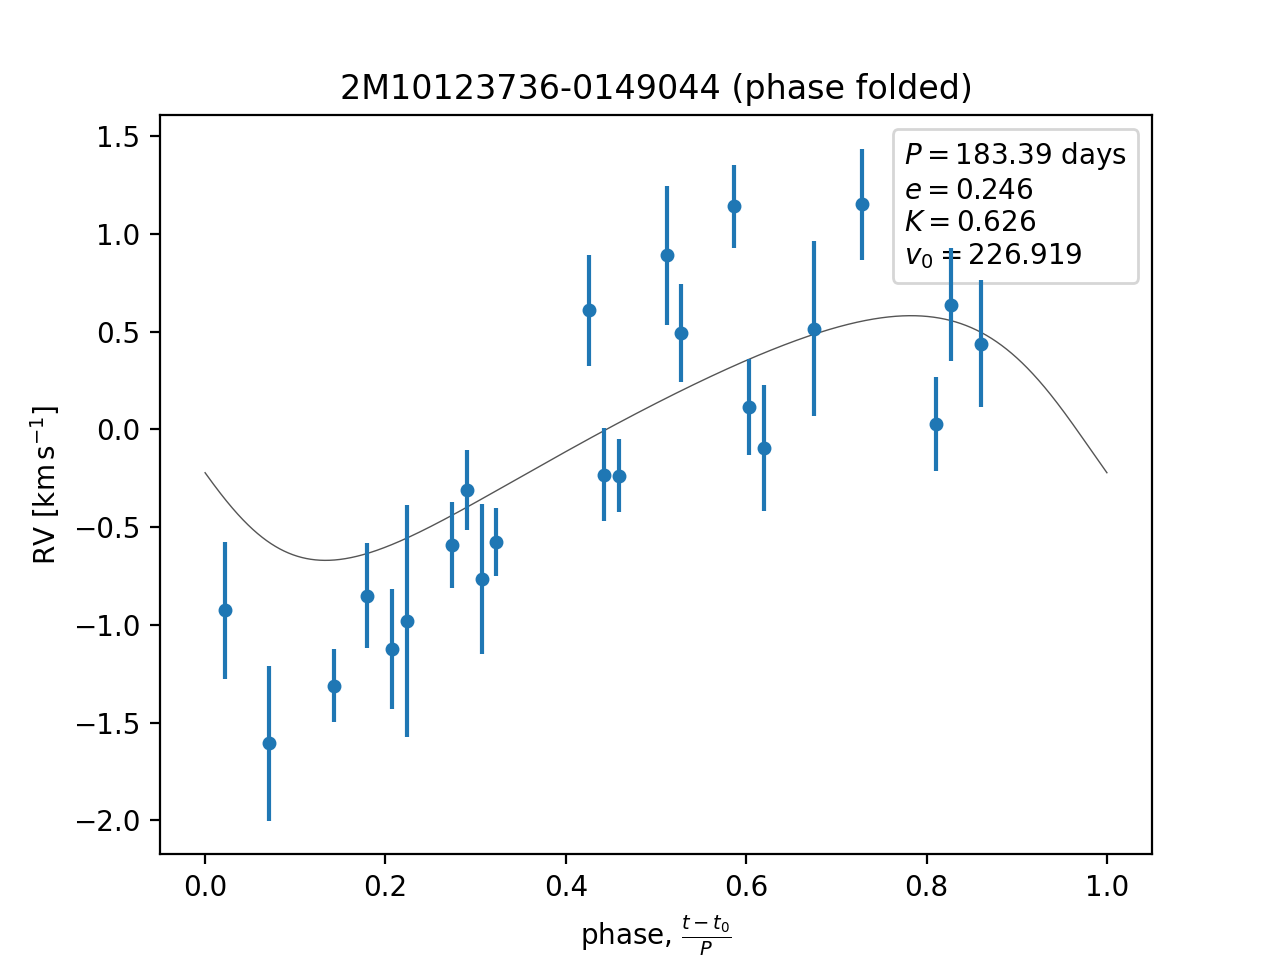 2M10123736-0149044 (phase folded)
P = 183.39 days
e = 0.246
K = 0.626
v₀ = 226.919
RV [km s⁻¹]
1.5
1.0
0.5
0.0
−0.5
−1.0
−1.5
−2.0
0.0 0.2 0.4 0.6 0.8 1.0
phase, (t − t₀)/P